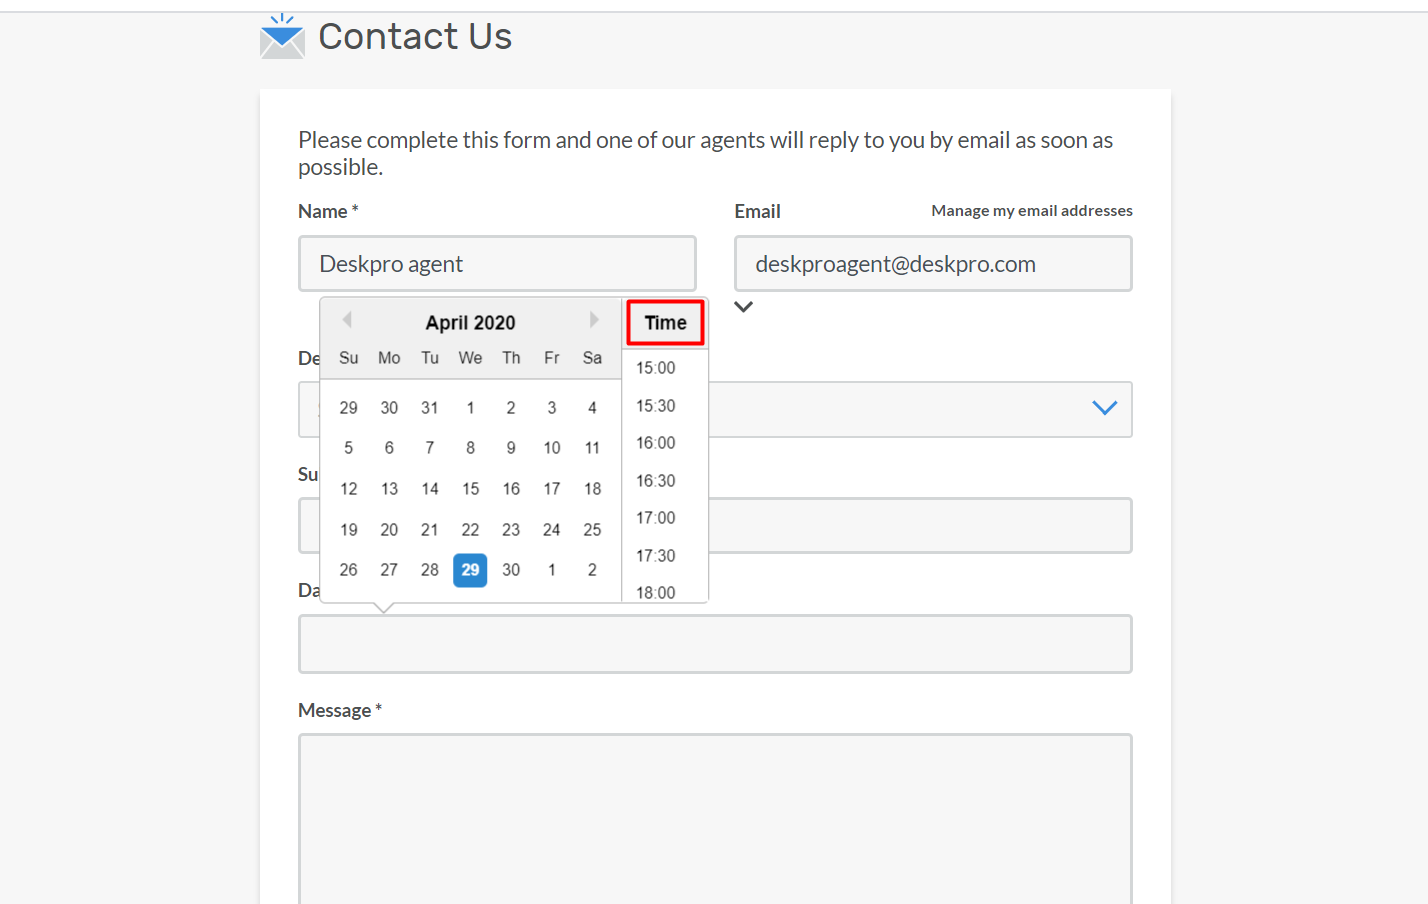 Contact Us
Please complete this form and one of our agents will reply to you by email as soon as
possible.
Name *
Email
Manage my email addresses
Deskpro agent
deskproagent@deskpro.com
April 2020
Time
De
Su Mo Tu We Th Fr Sa
15:00
29 30 31 1 2 3 4
15:30
5 6 7 8 9 10 11
16:00
12 13 14 15 16 17 18
16:30
Su
19 20 21 22 23 24 25
17:00
26 27 28 29 30 1 2
17:30
18:00
Da
Message *